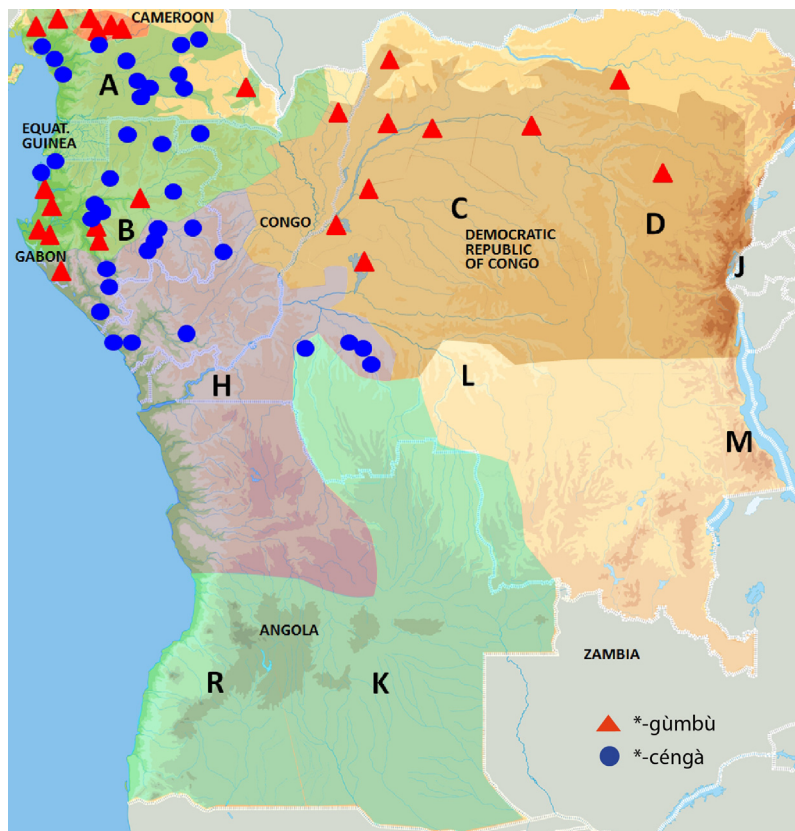 CAMEROON
A
EQUAT.
GUINEA
B
CONGO
C
DEMOCRATIC
REPUBLIC
OF CONGO
D
GABON
J
H
L
M
ANGOLA
ZAMBIA
R
K
*-gùmbù
*-céngà